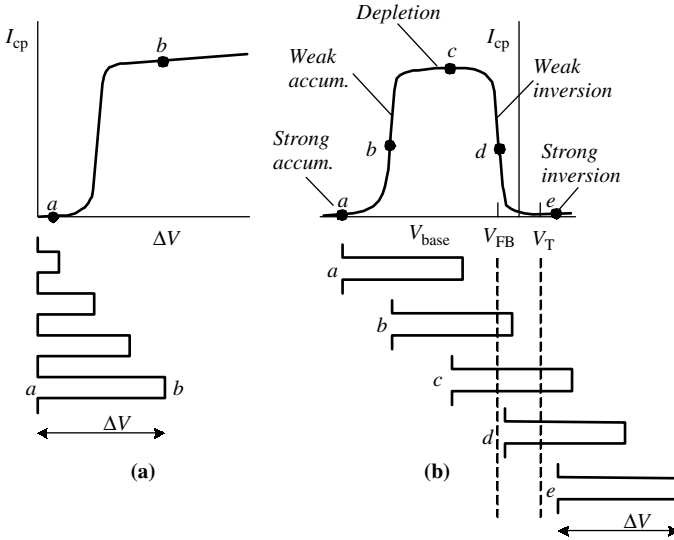 I_cp
b
a
ΔV
a
b
ΔV
(a)
Depletion
I_cp
c
Weak
accum.
Weak
inversion
b
d
Strong
accum.
Strong
inversion
a
e
V_base
V_FB
V_T
a
b
c
d
e
ΔV
(b)